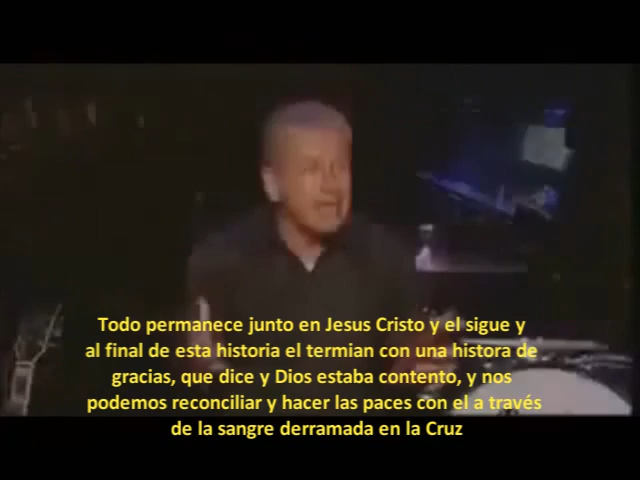 Todo permanece junto en Jesus Cristo y el sigue y
al final de esta historia el termian con una histora de
gracias, que dice y Dios estaba contento, y nos
podemos reconciliar y hacer las paces con el a través
de la sangre derramada en la Cruz